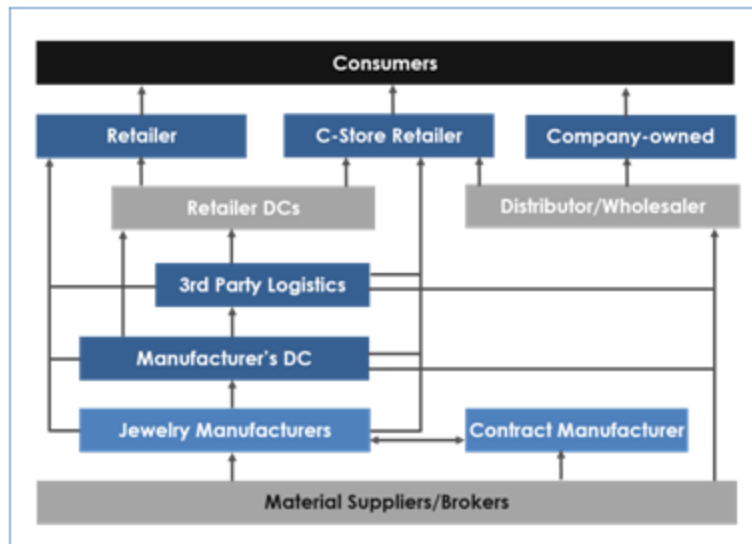 Consumers
Retailer
C-Store Retailer
Company-owned
Retailer DCs
Distributor/Wholesaler
3rd Party Logistics
Manufacturer's DC
Jewelry Manufacturers
Contract Manufacturer
Material Suppliers/Brokers